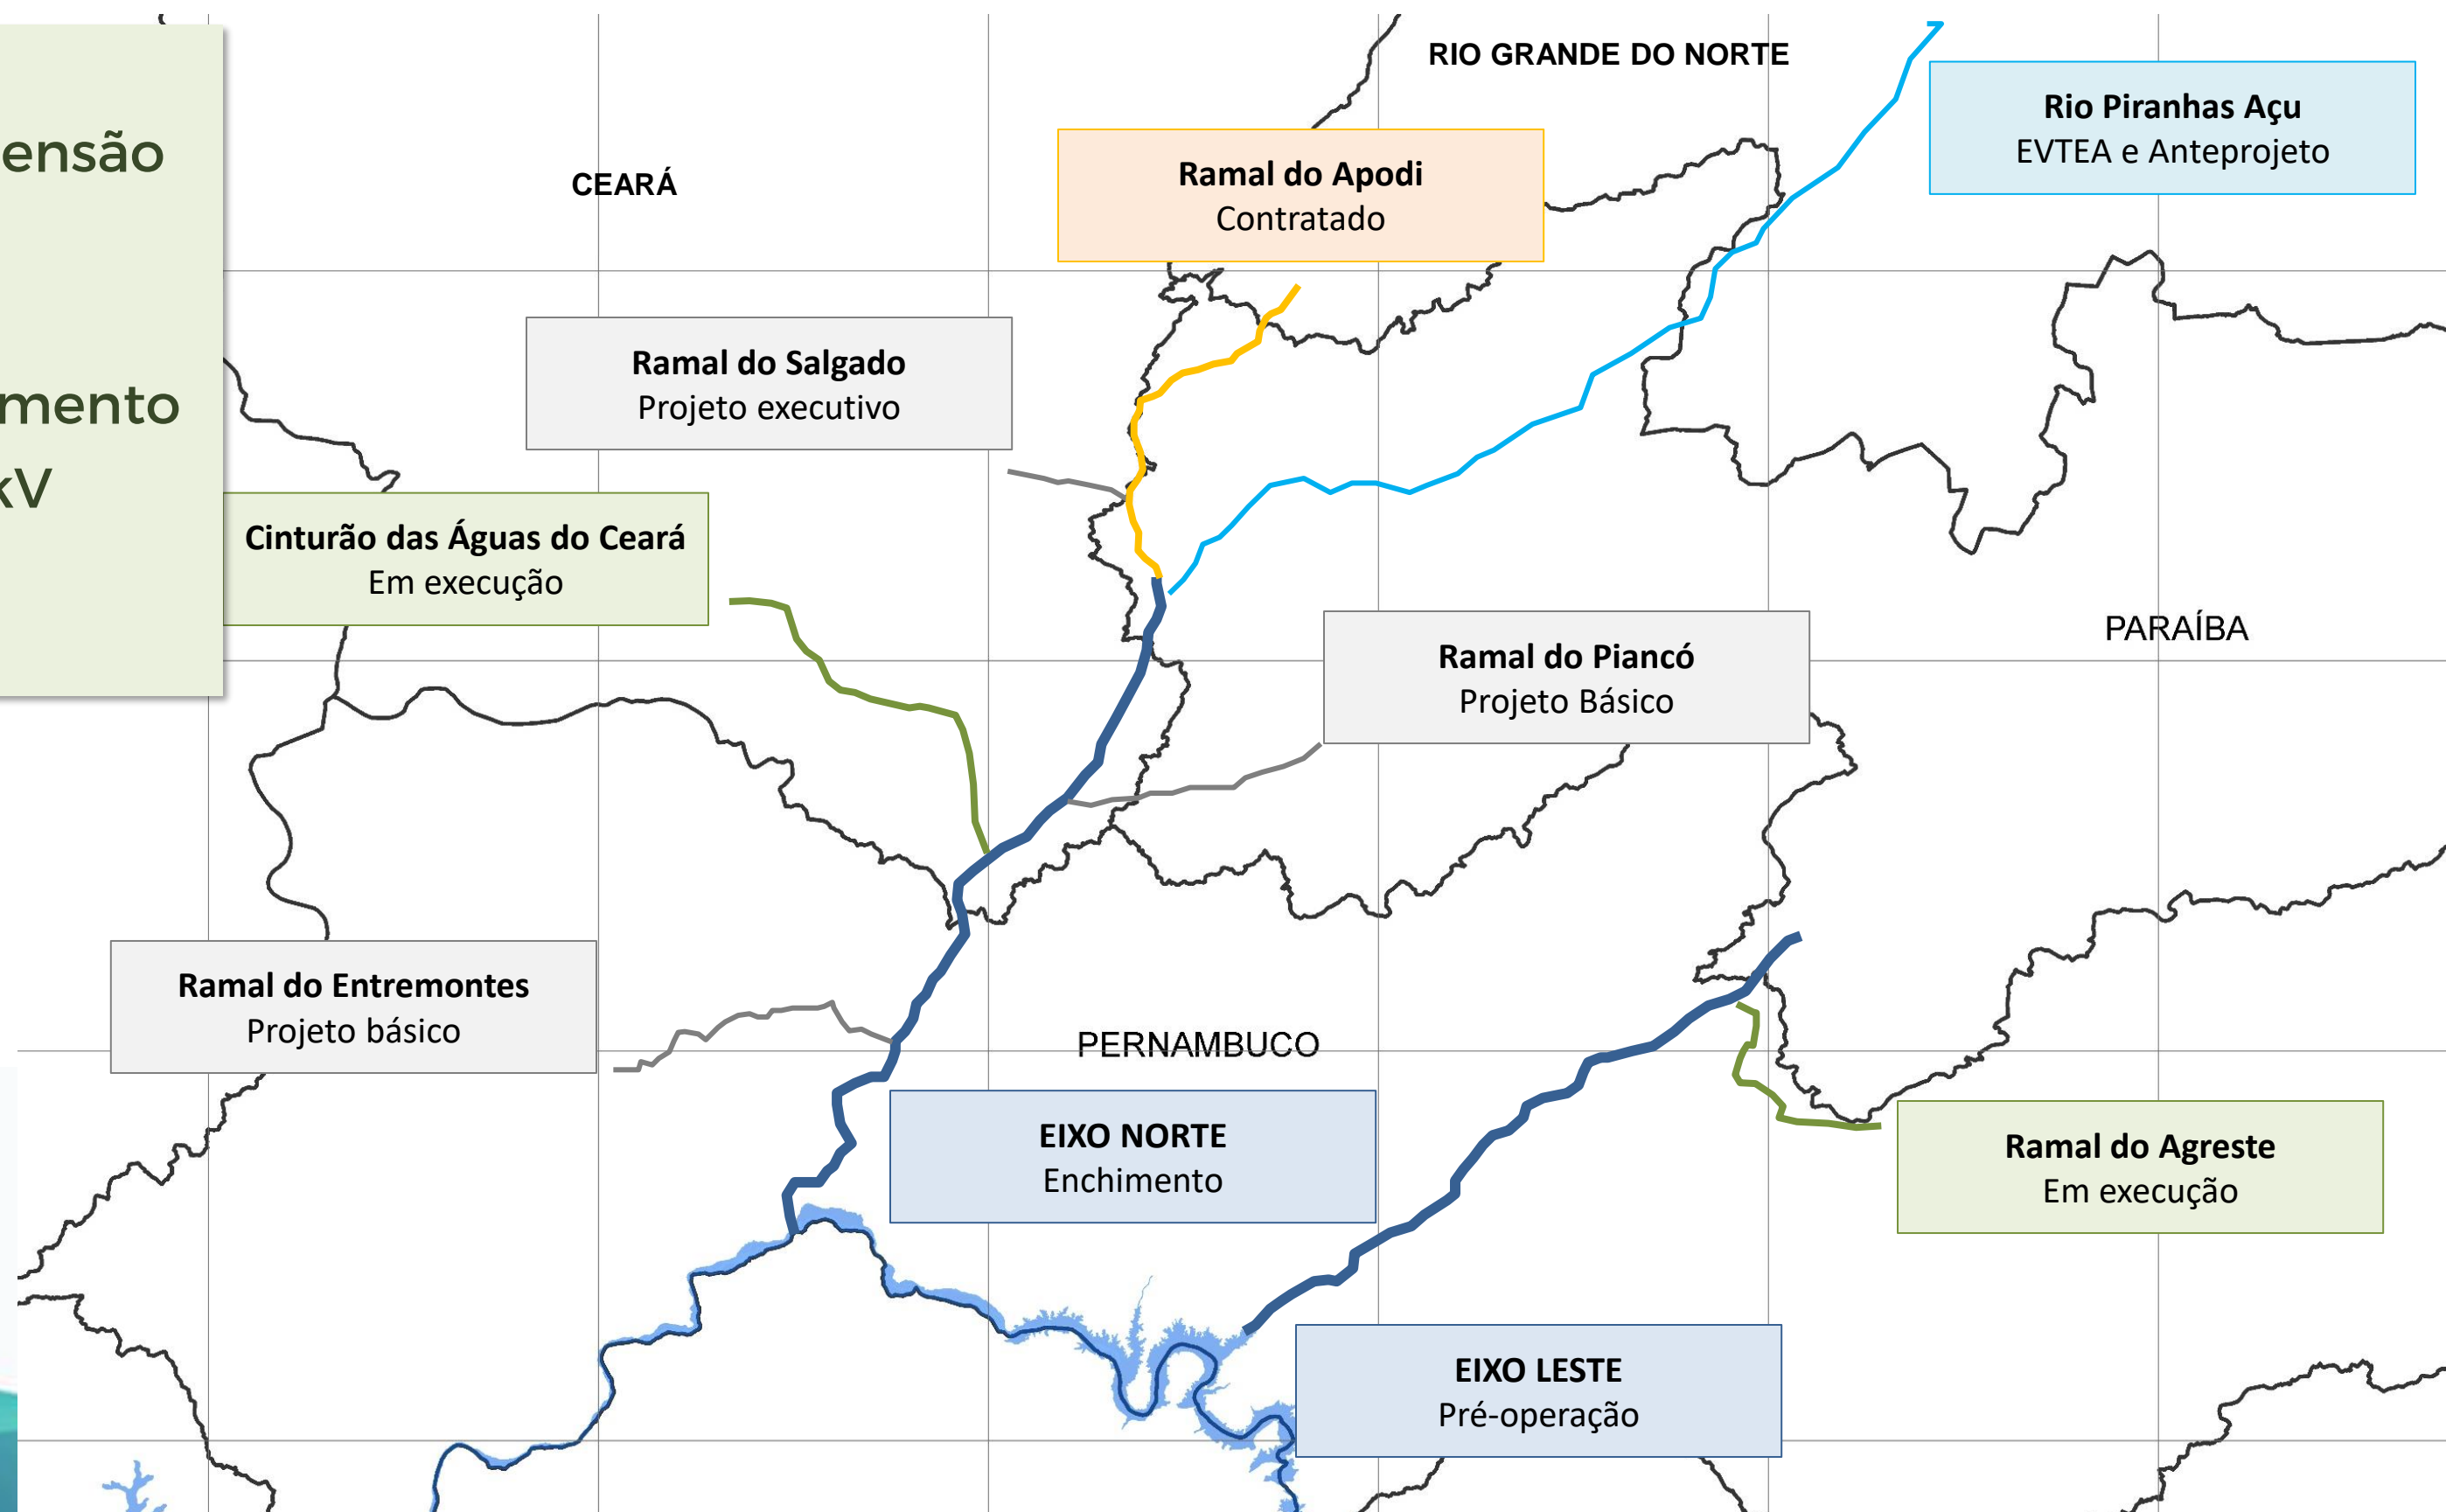 ensão
mento
kV
RIO GRANDE DO NORTE
Rio Piranhas Açu
EVTEA e Anteprojeto
CEARÁ
Ramal do Apodi
Contratado
Ramal do Salgado
Projeto executivo
Cinturão das Águas do Ceará
Em execução
PARAÍBA
Ramal do Piancó
Projeto Básico
Ramal do Entremontes
Projeto básico
PERNAMBUCO
EIXO NORTE
Enchimento
Ramal do Agreste
Em execução
EIXO LESTE
Pré-operação